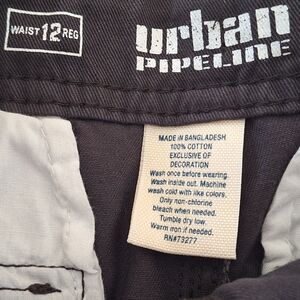 WAIST 12 REG
urban
PIPELINE
MADE IN BANGLADESH
100% COTTON
EXCLUSIVE OF
DECORATION
Wash once before wearing.
Wash inside out. Machine
wash cold with like colors.
Only non-chlorine
bleach when needed.
Tumble dry low.
Warm iron if needed.
RN#73277